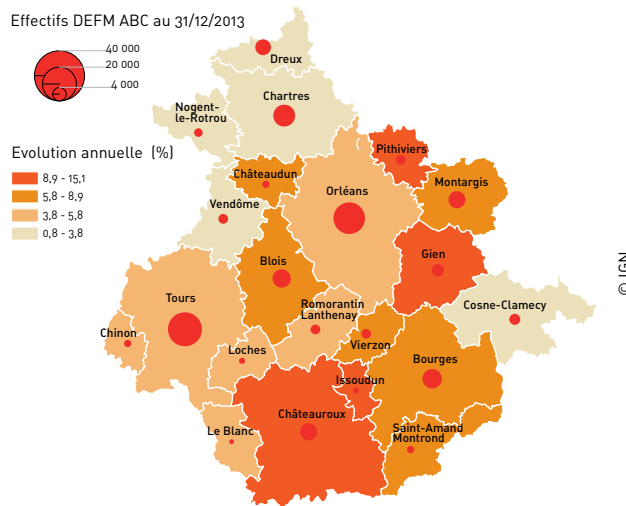 Effectifs DEFM ABC au 31/12/2013
40 000
20 000
4 000
Evolution annuelle (%)
8,9 - 15,1
5,8 - 8,9
3,8 - 5,8
0,8 - 3,8
Dreux
Chartres
Nogent-
le-Rotrou
Pithiviers
Châteaudun
Montargis
Orléans
Vendôme
Gien
Blois
Tours
Romorantin
Lanthenay
Cosne-Clamecy
Chinon
Vierzon
Loches
Bourges
Issoudun
Châteauroux
Le Blanc
Saint-Amand
Montrond
© IGN